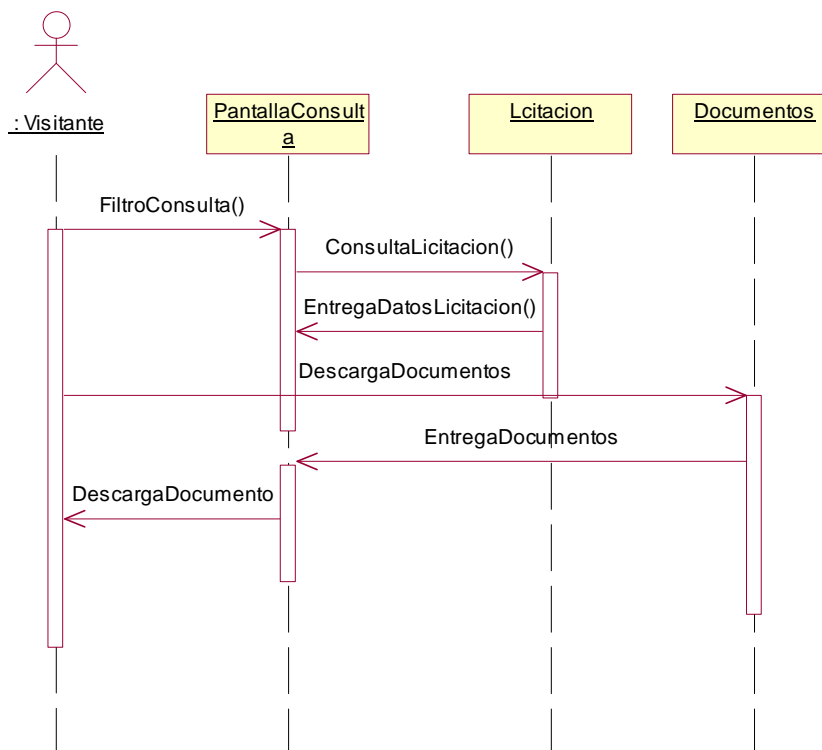 : Visitante
PantallaConsult
a
Lcitacion
Documentos
FiltroConsulta()
ConsultaLicitacion()
EntregaDatosLicitacion()
DescargaDocumentos
EntregaDocumentos
DescargaDocumento